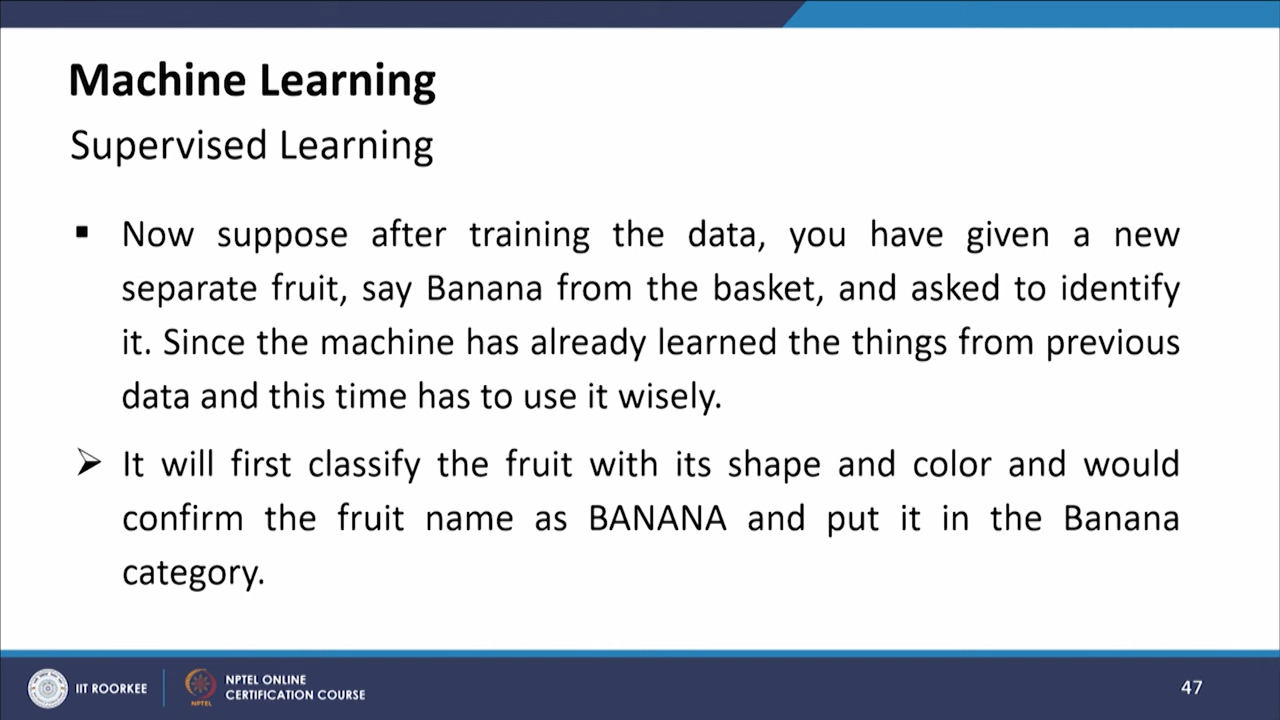 Machine Learning
Supervised Learning
▪ Now suppose after training the data, you have given a new
separate fruit, say Banana from the basket, and asked to identify
it. Since the machine has already learned the things from previous
data and this time has to use it wisely.
➢ It will first classify the fruit with its shape and color and would
confirm the fruit name as BANANA and put it in the Banana
category.
IIT ROORKEE
NPTEL
NPTEL ONLINE
CERTIFICATION COURSE
47